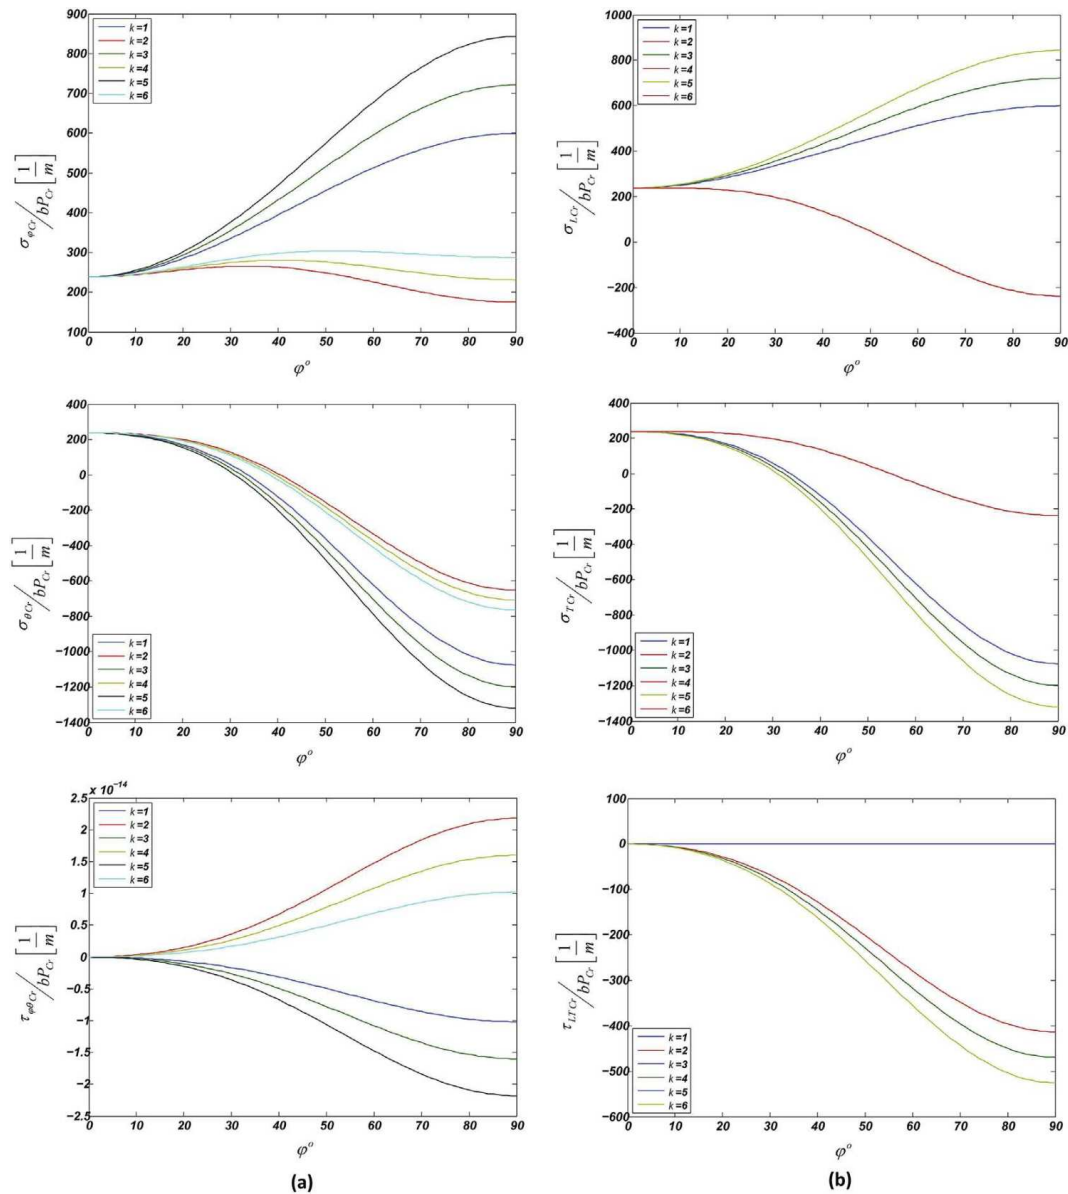 900
800
700
600
500
400
300
200
100
k=1
k=2
k=3
k=4
k=5
k=6
σφCr/bPCr [1/m]
0 10 20 30 40 50 60 70 80 90
φ°
1000
800
600
400
200
0
−200
−400
k=1
k=2
k=3
k=4
k=5
k=6
σLCr/bPCr [1/m]
0 10 20 30 40 50 60 70 80 90
φ°
400
200
0
−200
−400
−600
−800
−1000
−1200
−1400
k=1
k=2
k=3
k=4
k=5
k=6
σθCr/bPCr [1/m]
0 10 20 30 40 50 60 70 80 90
φ°
400
200
0
−200
−400
−600
−800
−1000
−1200
−1400
k=1
k=2
k=3
k=4
k=5
k=6
σTCr/bPCr [1/m]
0 10 20 30 40 50 60 70 80 90
φ°
x 10−14
2.5
2
1.5
1
0.5
0
−0.5
−1
−1.5
−2
−2.5
k=1
k=2
k=3
k=4
k=5
k=6
τφθCr/bPCr [1/m]
0 10 20 30 40 50 60 70 80 90
φ°
(a)
100
0
−100
−200
−300
−400
−500
−600
k=1
k=2
k=3
k=4
k=5
k=6
τLTCr/bPCr [1/m]
0 10 20 30 40 50 60 70 80 90
φ°
(b)